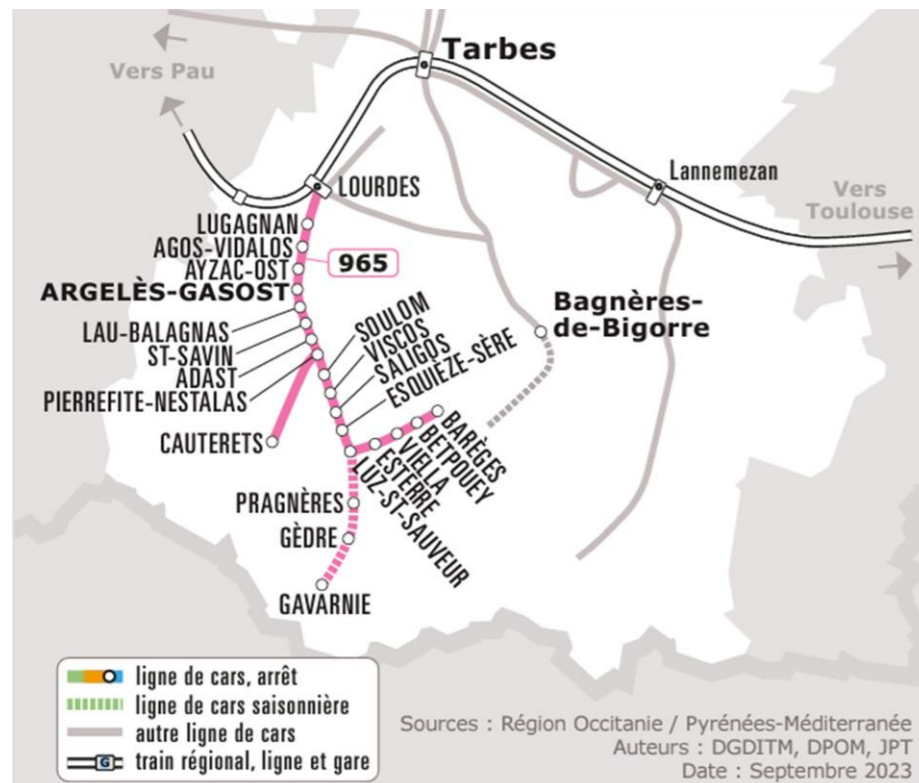 Tarbes
Vers Pau
LOURDES
Lannemezan
Vers
Toulouse
LUGAGNAN
AGOS-VIDALOS
965
AYZAC-OST
ARGELÈS-GASOST
Bagnères-
de-Bigorre
LAU-BALAGNAS
ST-SAVIN
ADAST
PIERREFITE-NESTALAS
SOULOM
VISCOS
SALIGOS
ESQUIÈZE-SÈRE
CAUTERETS
BARÈGES
BETPOUEY
VIELLA
ESTERRE
LUZ-ST-SAUVEUR
PRAGNÈRES
GÈDRE
GAVARNIE
ligne de cars, arrêt
ligne de cars saisonnière
autre ligne de cars
G
train régional, ligne et gare
Sources : Région Occitanie / Pyrénées-Méditerranée
Auteurs : DGDITM, DPOM, JPT
Date : Septembre 2023